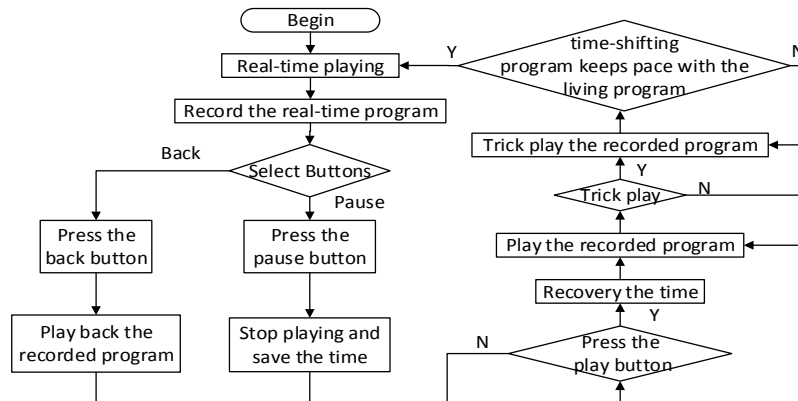 Begin
Real-time playing
Record the real-time program
Select Buttons
Back
Pause
Press the
back button
Press the
pause button
Play back the
recorded program
Stop playing and
save the time
Y
time-shifting
program keeps pace with the
living program
N
Trick play the recorded program
Y
Trick play
N
Play the recorded program
Recovery the time
Y
N
Press the
play button